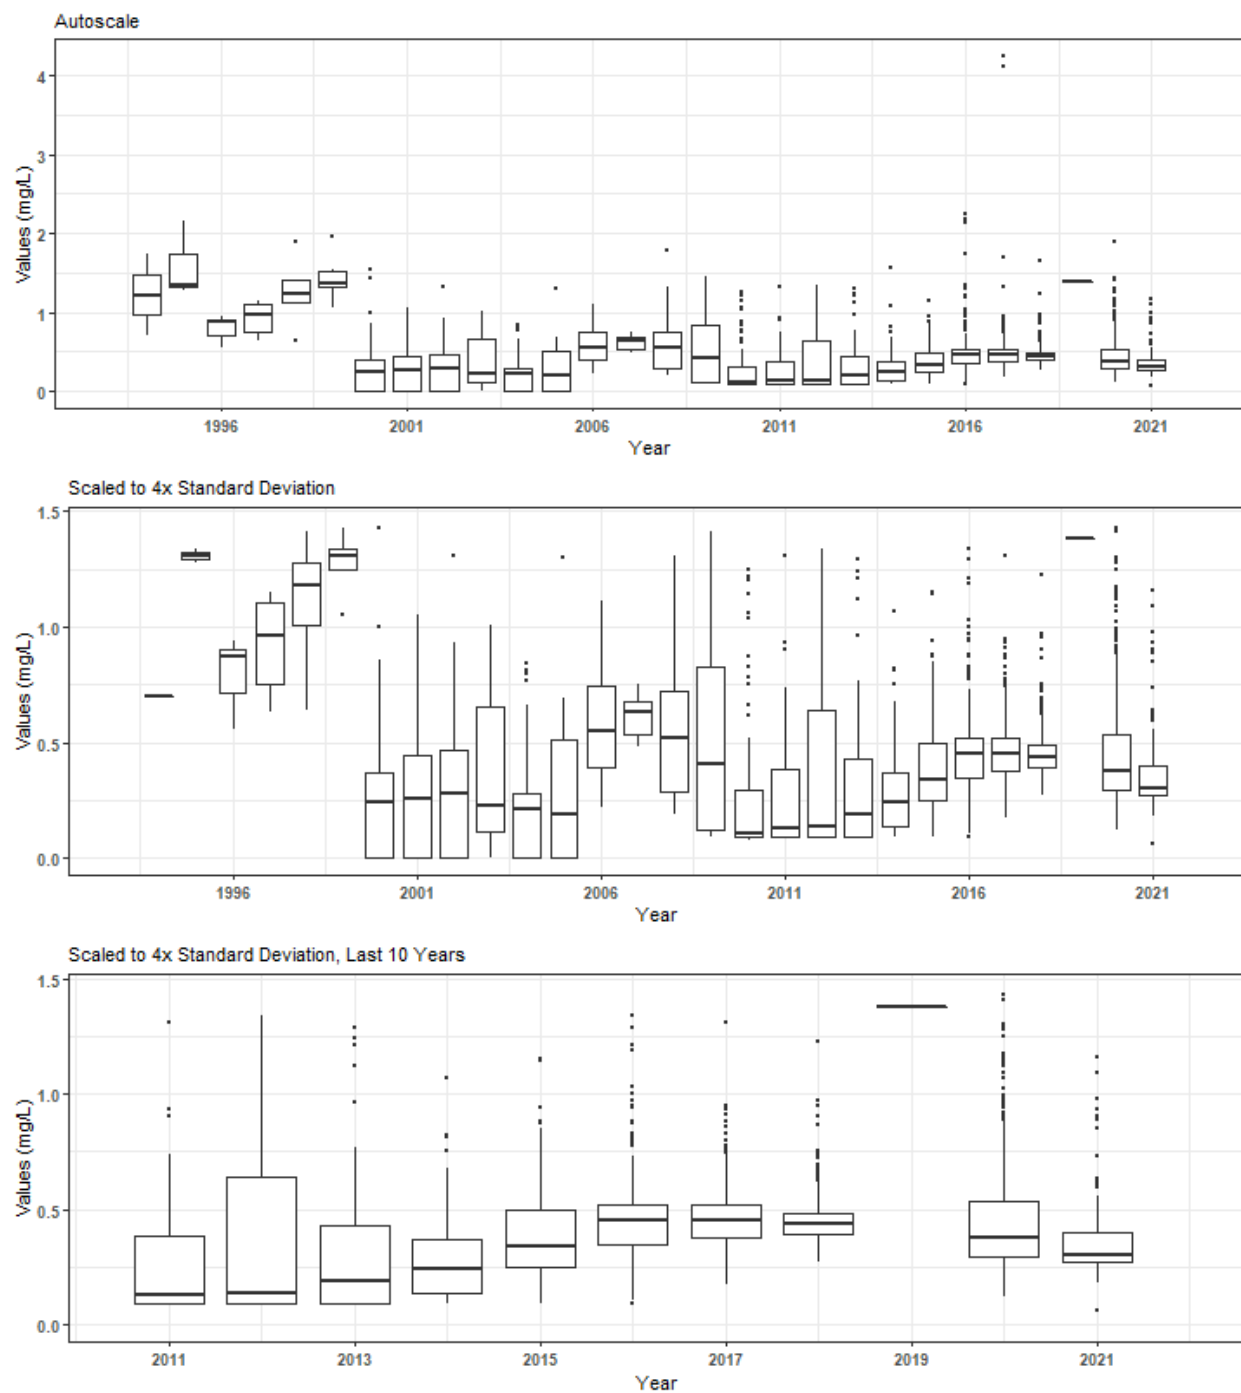 Autoscale
4
3
2
1
0
Values (mg/L)
1996 2001 2006 2011 2016 2021
Year
Scaled to 4x Standard Deviation
1.5
1.0
0.5
0.0
Values (mg/L)
1996 2001 2006 2011 2016 2021
Year
Scaled to 4x Standard Deviation, Last 10 Years
1.5
1.0
0.5
0.0
Values (mg/L)
2011 2013 2015 2017 2019 2021
Year